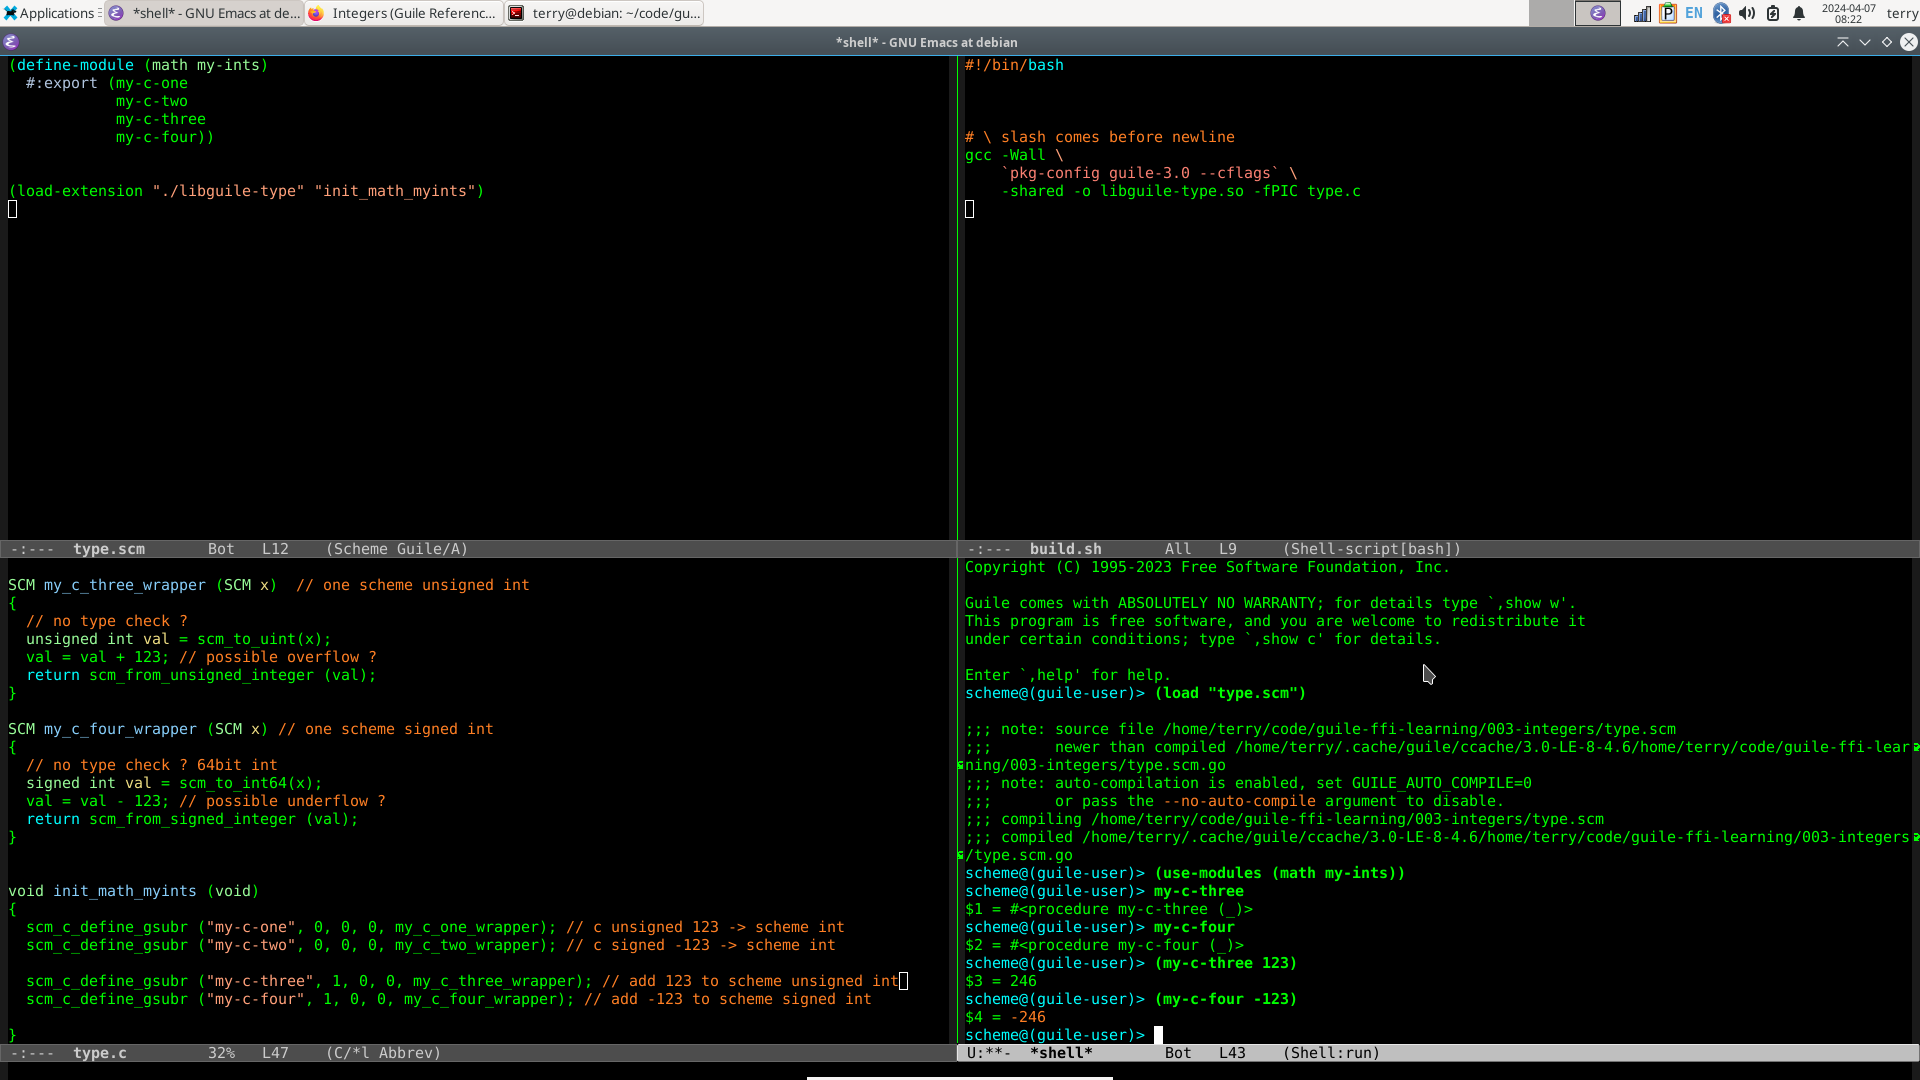 Applications
*shell* - GNU Emacs at de...
Integers (Guile Referenc...
terry@debian: ~/code/gu...
EN
2024-04-07
08:22
terry
*shell* - GNU Emacs at debian
(define-module (math my-ints)
  #:export (my-c-one
            my-c-two
            my-c-three
            my-c-four))
(load-extension "./libguile-type" "init_math_myints")
-:---  type.scm       Bot   L12    (Scheme Guile/A)
#!/bin/bash
# \ slash comes before newline
gcc -Wall \
    `pkg-config guile-3.0 --cflags` \
    -shared -o libguile-type.so -fPIC type.c
-:---  build.sh       All   L9     (Shell-script[bash])
SCM my_c_three_wrapper (SCM x)  // one scheme unsigned int
{
  // no type check ?
  unsigned int val = scm_to_uint(x);
  val = val + 123; // possible overflow ?
  return scm_from_unsigned_integer (val);
}
SCM my_c_four_wrapper (SCM x) // one scheme signed int
{
  // no type check ? 64bit int
  signed int val = scm_to_int64(x);
  val = val - 123; // possible underflow ?
  return scm_from_signed_integer (val);
}
void init_math_myints (void)
{
  scm_c_define_gsubr ("my-c-one", 0, 0, 0, my_c_one_wrapper); // c unsigned 123 -> scheme int
  scm_c_define_gsubr ("my-c-two", 0, 0, 0, my_c_two_wrapper); // c signed -123 -> scheme int
  scm_c_define_gsubr ("my-c-three", 1, 0, 0, my_c_three_wrapper); // add 123 to scheme unsigned int
  scm_c_define_gsubr ("my-c-four", 1, 0, 0, my_c_four_wrapper); // add -123 to scheme signed int
}
-:---  type.c         32%   L47    (C/*l Abbrev)
Copyright (C) 1995-2023 Free Software Foundation, Inc.
Guile comes with ABSOLUTELY NO WARRANTY; for details type `,show w'.
This program is free software, and you are welcome to redistribute it
under certain conditions; type `,show c' for details.
Enter `,help' for help.
scheme@(guile-user)> (load "type.scm")
;;; note: source file /home/terry/code/guile-ffi-learning/003-integers/type.scm
;;;       newer than compiled /home/terry/.cache/guile/ccache/3.0-LE-8-4.6/home/terry/code/guile-ffi-lear
ning/003-integers/type.scm.go
;;; note: auto-compilation is enabled, set GUILE_AUTO_COMPILE=0
;;;       or pass the --no-auto-compile argument to disable.
;;; compiling /home/terry/code/guile-ffi-learning/003-integers/type.scm
;;; compiled /home/terry/.cache/guile/ccache/3.0-LE-8-4.6/home/terry/code/guile-ffi-learning/003-integers
/type.scm.go
scheme@(guile-user)> (use-modules (math my-ints))
scheme@(guile-user)> my-c-three
$1 = #<procedure my-c-three (_)>
scheme@(guile-user)> my-c-four
$2 = #<procedure my-c-four (_)>
scheme@(guile-user)> (my-c-three 123)
$3 = 246
scheme@(guile-user)> (my-c-four -123)
$4 = -246
scheme@(guile-user)>
U:**-  *shell*        Bot   L43    (Shell:run)